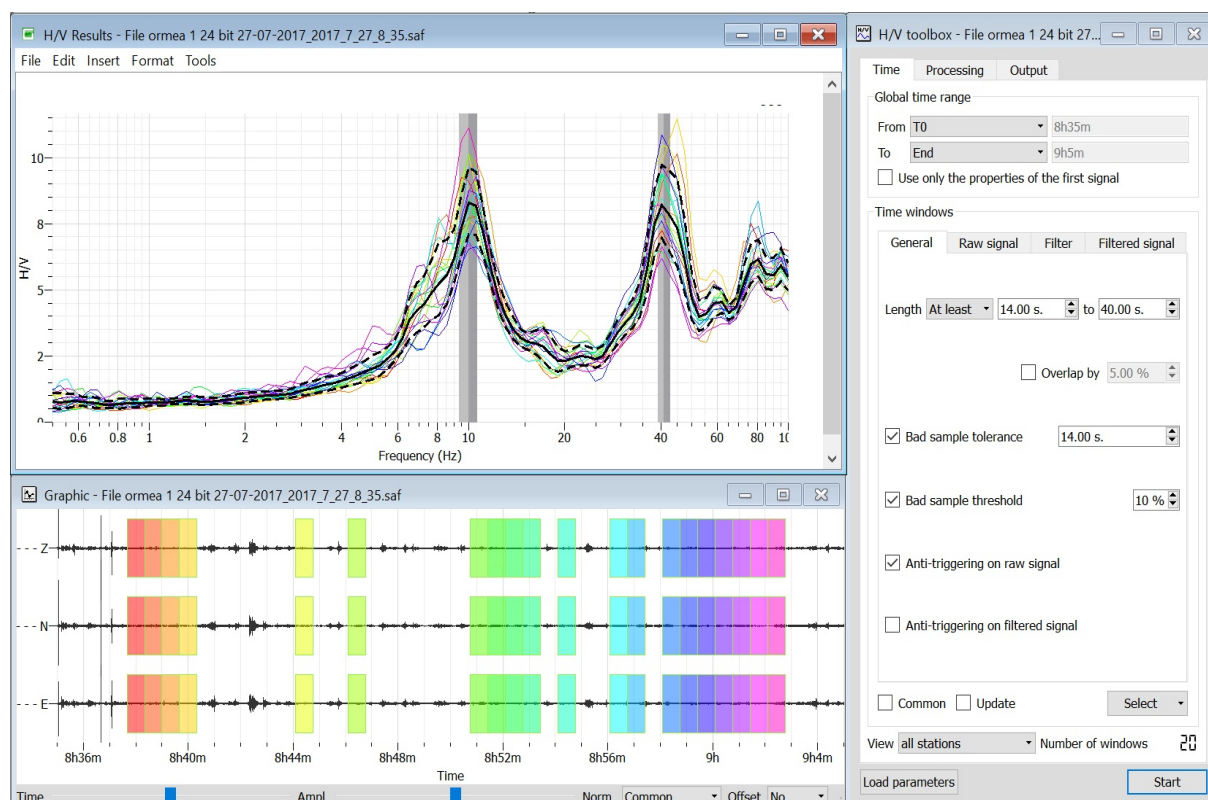 H/V Results - File ormea 1 24 bit 27-07-2017_2017_7_27_8_35.saf
File Edit Insert Format Tools
---
10
8
5
2
0
H/V
0.6 0.8 1 2 4 6 8 10 20 40 60 80 10
Frequency (Hz)
Graphic - File ormea 1 24 bit 27-07-2017_2017_7_27_8_35.saf
--- Z
--- N
--- E
8h36m 8h40m 8h44m 8h48m 8h52m 8h56m 9h 9h4m
Time
Time Ampl Norm Common Offset No
H/V toolbox - File ormea 1 24 bit 27...
Time Processing Output
Global time range
From T0 8h35m
To End 9h5m
Use only the properties of the first signal
Time windows
General Raw signal Filter Filtered signal
Length At least 14.00 s. to 40.00 s.
Overlap by 5.00 %
Bad sample tolerance 14.00 s.
Bad sample threshold 10 %
Anti-triggering on raw signal
Anti-triggering on filtered signal
Common Update Select
View all stations Number of windows 20
Load parameters Start